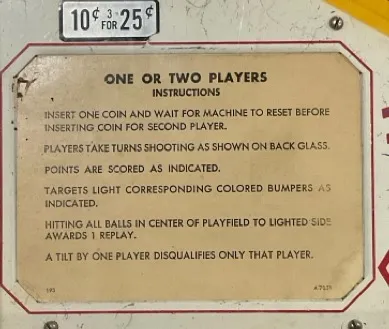 10¢ 3 FOR 25¢
ONE OR TWO PLAYERS
INSTRUCTIONS
INSERT ONE COIN AND WAIT FOR MACHINE TO RESET BEFORE
INSERTING COIN FOR SECOND PLAYER.
PLAYERS TAKE TURNS SHOOTING AS SHOWN ON BACK GLASS.
POINTS ARE SCORED AS INDICATED.
TARGETS LIGHT CORRESPONDING COLORED BUMPERS AS
INDICATED.
HITTING ALL BALLS IN CENTER OF PLAYFIELD TO LIGHTED SIDE
AWARDS 1 REPLAY.
A TILT BY ONE PLAYER DISQUALIFIES ONLY THAT PLAYER.